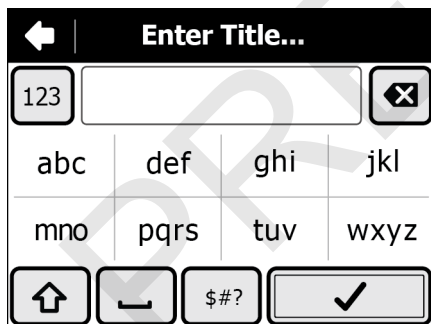 Enter Title...
123
abc def ghi jkl
mno pqrs tuv wxyz
$#?